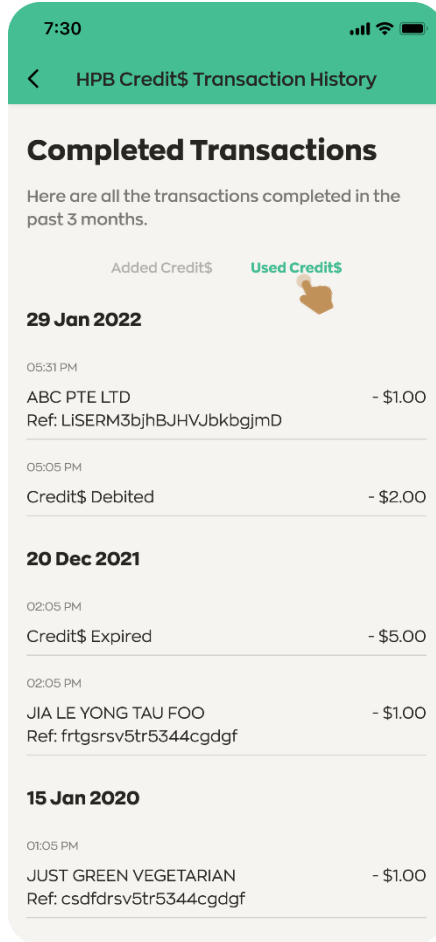 7:30
HPB Credit$ Transaction History
Completed Transactions
Here are all the transactions completed in the
past 3 months.
Added Credit$ Used Credit$
29 Jan 2022
05:31 PM
ABC PTE LTD - $1.00
Ref: LiSERM3bjhBJHVJbkbgjmD
05:05 PM
Credit$ Debited - $2.00
20 Dec 2021
02:05 PM
Credit$ Expired - $5.00
02:05 PM
JIA LE YONG TAU FOO - $1.00
Ref: frtgsrsv5tr5344cgdgf
15 Jan 2020
01:05 PM
JUST GREEN VEGETARIAN - $1.00
Ref: csdfdrsv5tr5344cgdgf